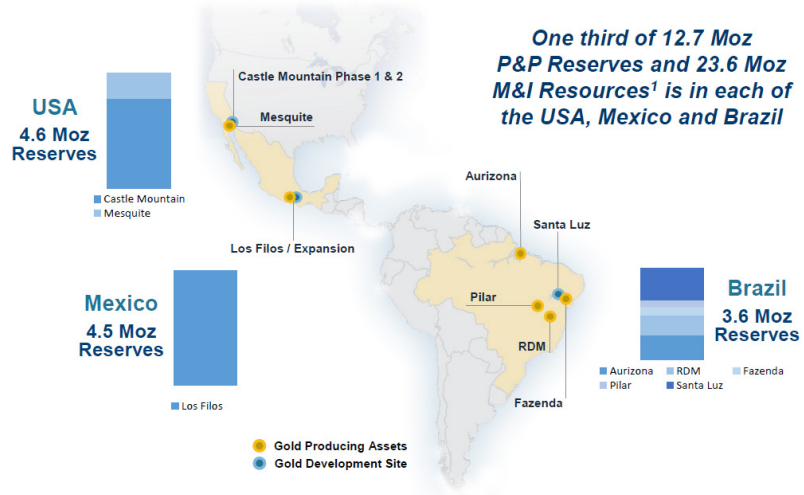 One third of 12.7 Moz
P&P Reserves and 23.6 Moz
M&I Resources1 is in each of
the USA, Mexico and Brazil
USA
4.6 Moz
Reserves
Castle Mountain
Mesquite
Castle Mountain Phase 1 & 2
Mesquite
Los Filos / Expansion
Mexico
4.5 Moz
Reserves
Los Filos
Aurizona
Santa Luz
Pilar
RDM
Fazenda
Brazil
3.6 Moz
Reserves
Aurizona RDM Fazenda
Pilar Santa Luz
Gold Producing Assets
Gold Development Site